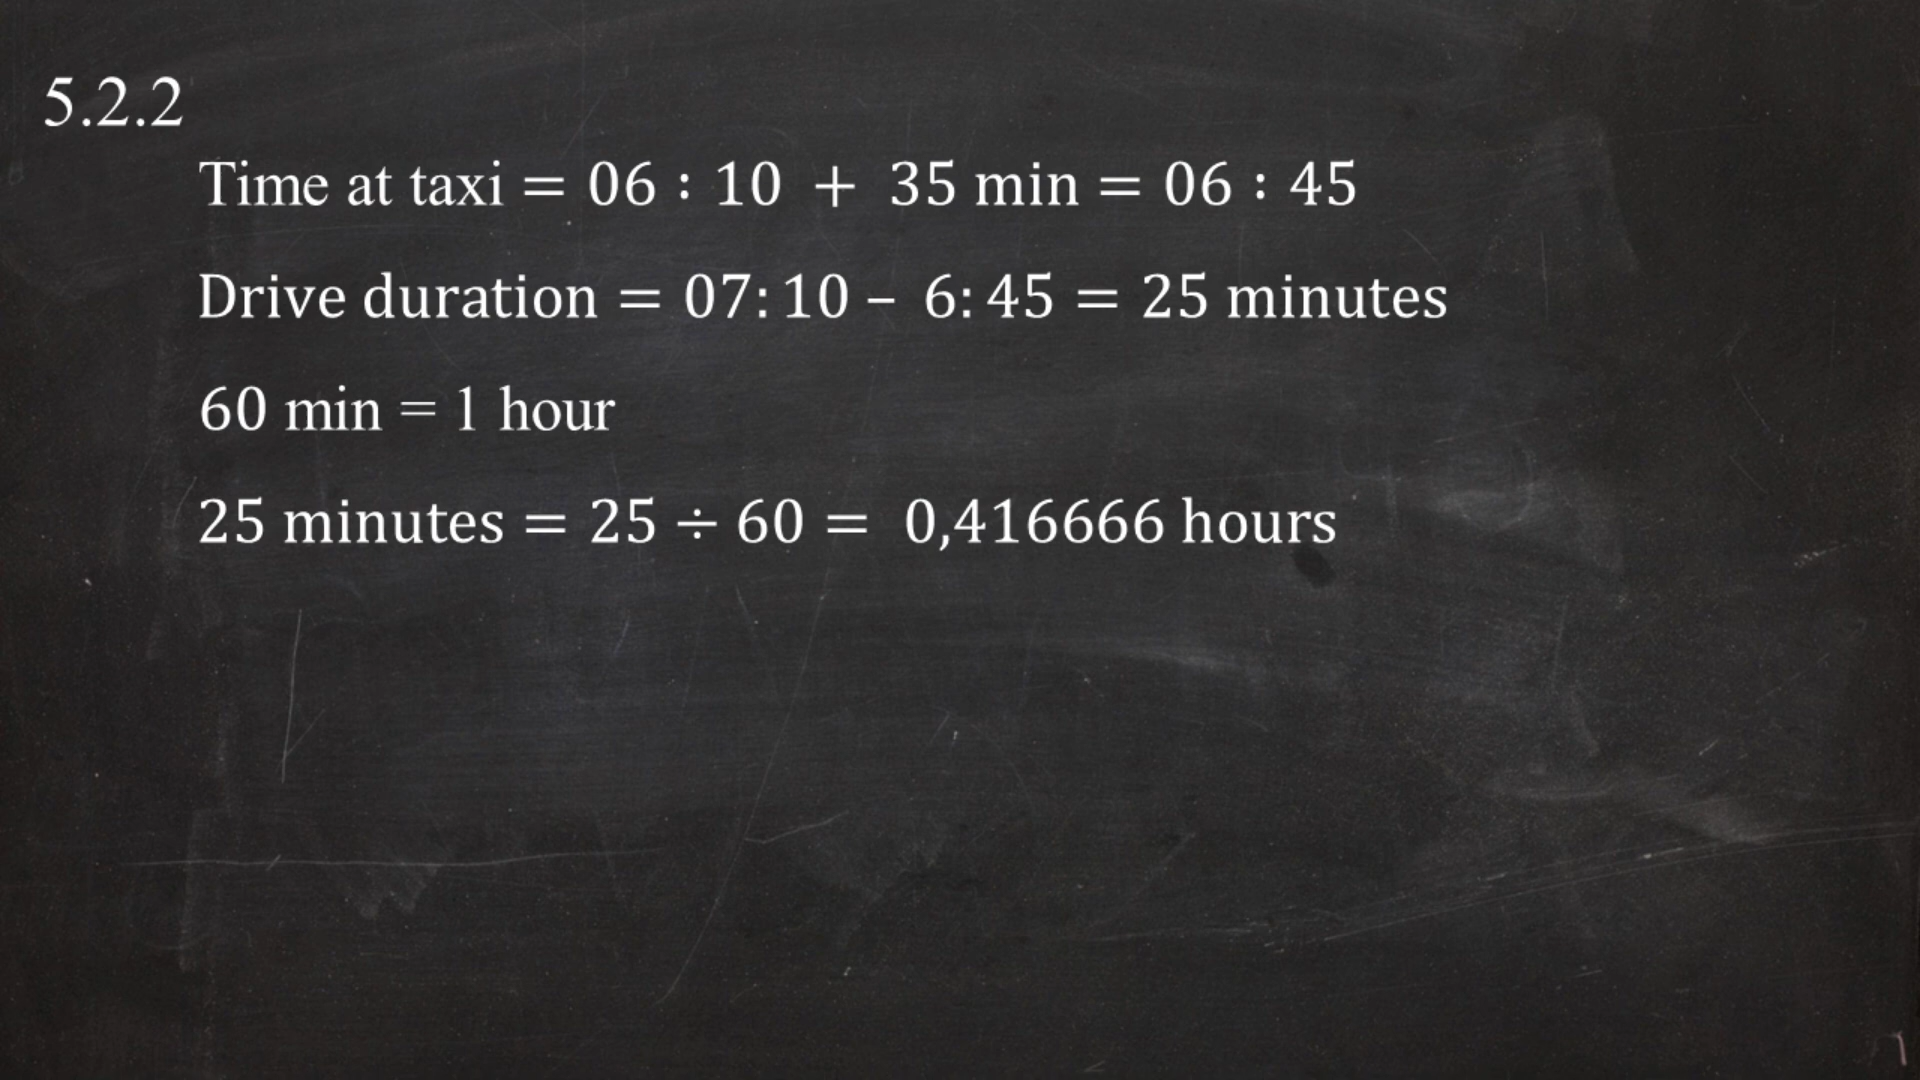 5.2.2
Time at taxi = 06 : 10 + 35 min = 06 : 45
Drive duration = 07: 10 – 6: 45 = 25 minutes
60 min = 1 hour
25 minutes = 25 ÷ 60 = 0,416666 hours